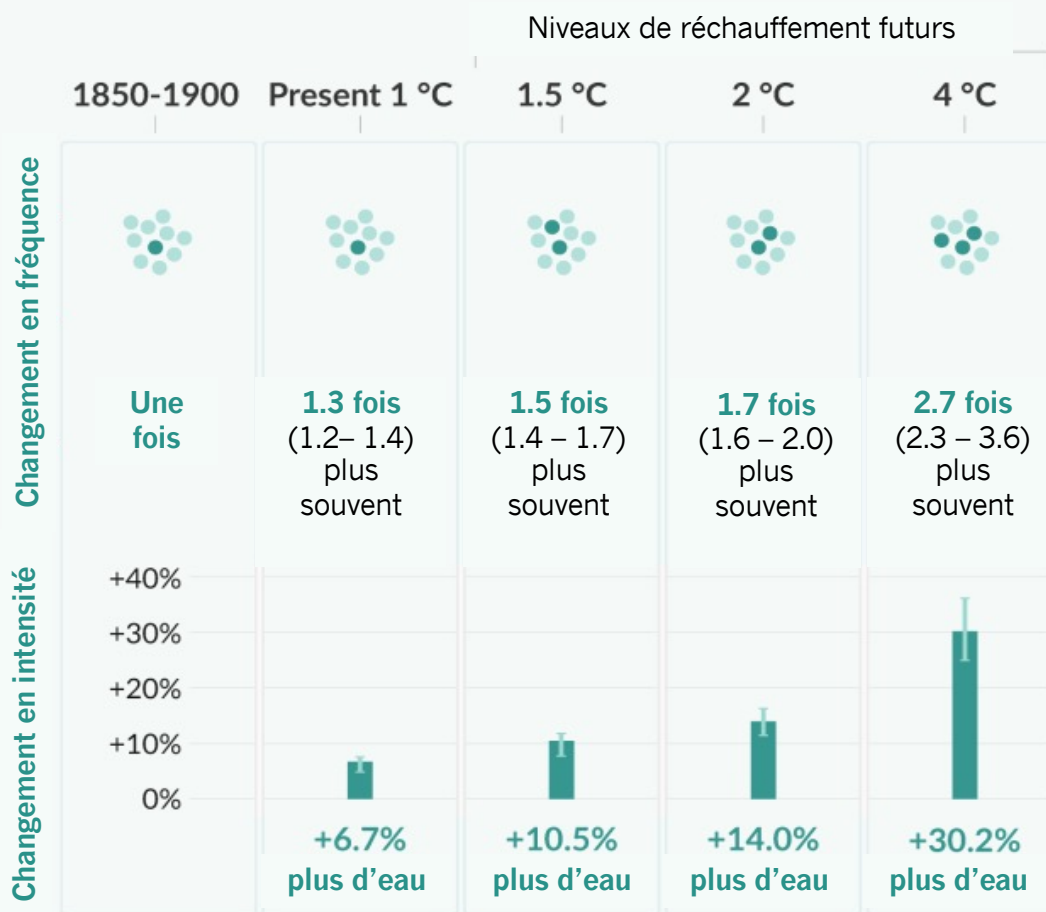 Niveaux de réchauffement futurs
1850-1900 Present 1 °C 1.5 °C 2 °C 4 °C
Changement en fréquence
Une
fois
1.3 fois
(1.2– 1.4)
plus
souvent
1.5 fois
(1.4 – 1.7)
plus
souvent
1.7 fois
(1.6 – 2.0)
plus
souvent
2.7 fois
(2.3 – 3.6)
plus
souvent
Changement en intensité
+40%
+30%
+20%
+10%
0%
+6.7%
plus d’eau
+10.5%
plus d’eau
+14.0%
plus d’eau
+30.2%
plus d’eau